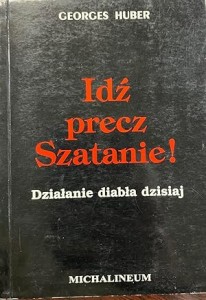 GEORGES HUBER
Idź
precz
Szatanie!
Działanie diabła dzisiaj
MICHALINEUM